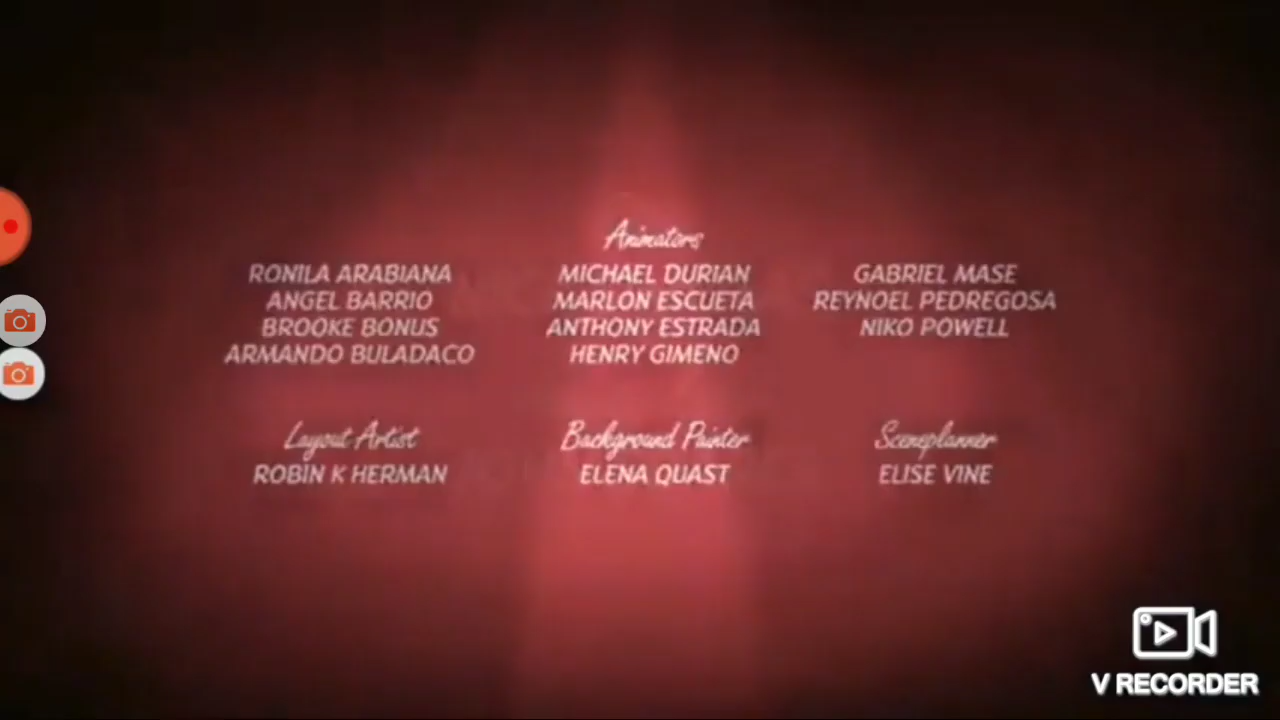 Animators
RONILA ARABIANA
ANGEL BARRIO
BROOKE BONUS
ARMANDO BULADACO
MICHAEL DURIAN
MARLON ESCUETA
ANTHONY ESTRADA
HENRY GIMENO
GABRIEL MASE
REYNOEL PEDREGOSA
NIKO POWELL
Layout Artist
ROBIN K HERMAN
Background Painter
ELENA QUAST
Sceneplanner
ELISE VINE
V RECORDER